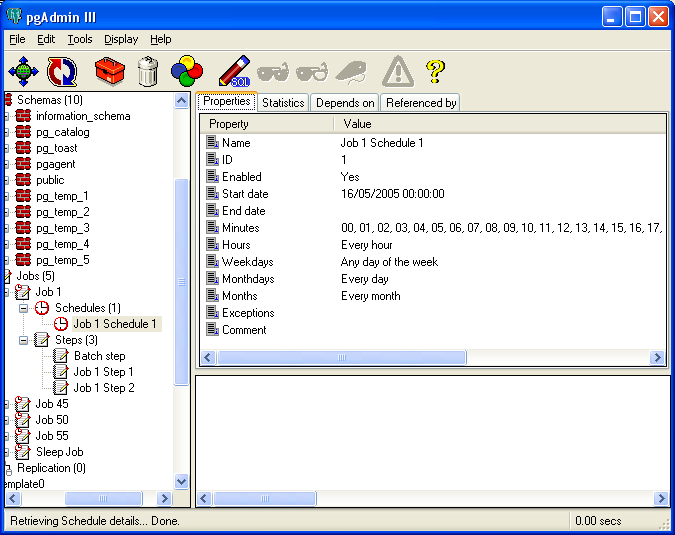 pgAdmin III
File Edit Tools Display Help
SQL
Schemas (10)
information_schema
pg_catalog
pg_toast
pgagent
public
pg_temp_1
pg_temp_2
pg_temp_3
pg_temp_4
pg_temp_5
Jobs (5)
Job 1
Schedules (1)
Job 1 Schedule 1
Steps (3)
Batch step
Job 1 Step 1
Job 1 Step 2
Job 45
Job 50
Job 55
Sleep Job
Replication (0)
emplate0
Properties Statistics Depends on Referenced by
Property Value
Name Job 1 Schedule 1
ID 1
Enabled Yes
Start date 16/05/2005 00:00:00
End date
Minutes 00, 01, 02, 03, 04, 05, 06, 07, 08, 09, 10, 11, 12, 13, 14, 15, 16, 17,
Hours Every hour
Weekdays Any day of the week
Monthdays Every day
Months Every month
Exceptions
Comment
Retrieving Schedule details... Done. 0.00 secs